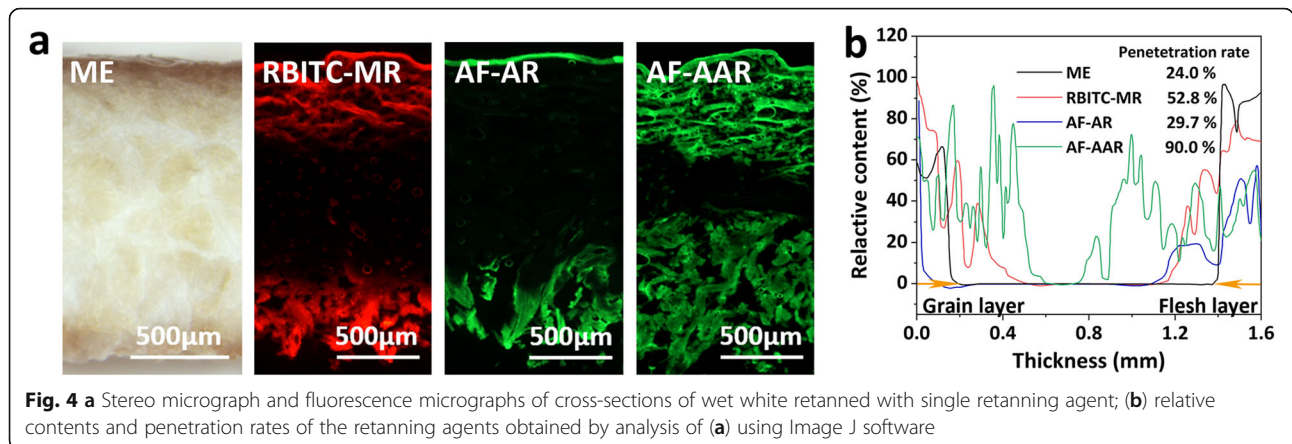 a
ME
RBITC-MR
AF-AR
AF-AAR
500μm
500μm
500μm
500μm
b
Relactive content (%)
120
100
80
60
40
20
0
Penetetration rate
ME 24.0 %
RBITC-MR 52.8 %
AF-AR 29.7 %
AF-AAR 90.0 %
Grain layer
Flesh layer
0.0 0.4 0.8 1.2 1.6
Thickness (mm)
Fig. 4 a Stereo micrograph and fluorescence micrographs of cross-sections of wet white retanned with single retanning agent; (b) relative
contents and penetration rates of the retanning agents obtained by analysis of (a) using Image J software